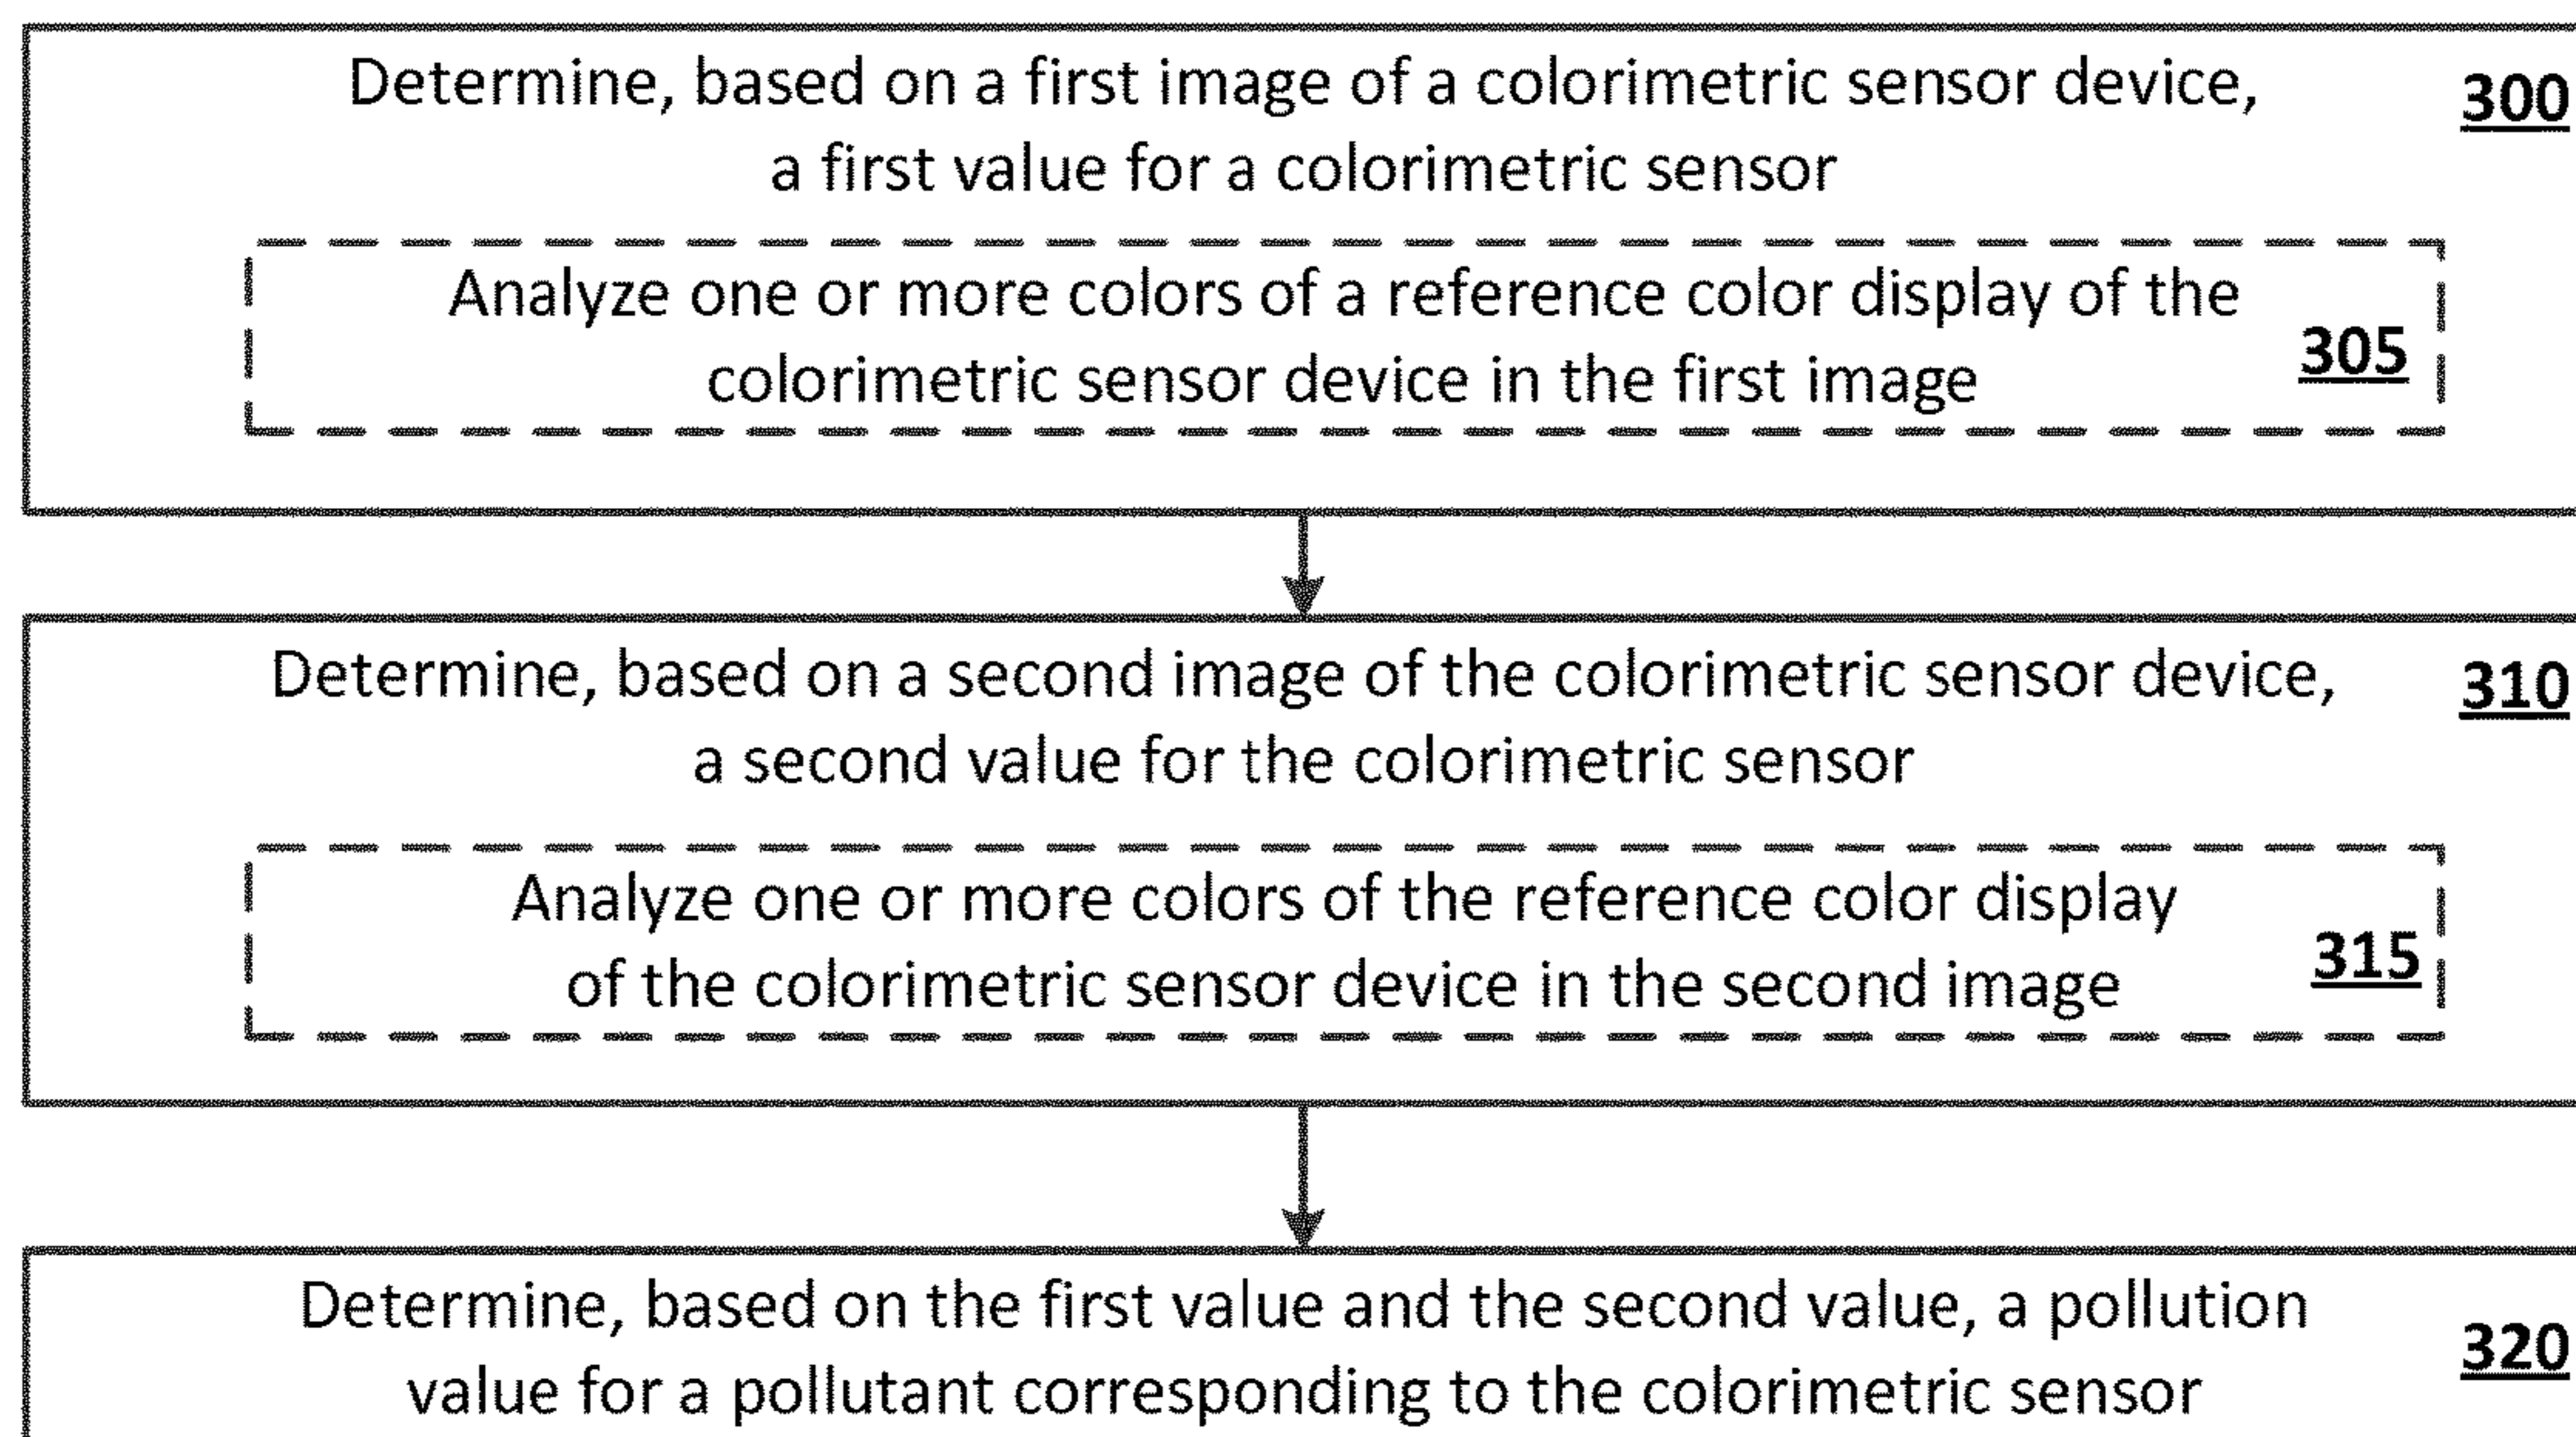 Determine, based on a first image of a colorimetric sensor device,
300
a first value for a colorimetric sensor
Analyze one or more colors of a reference color display of the
305
colorimetric sensor device in the first image
Determine, based on a second image of the colorimetric sensor device,
310
a second value for the colorimetric sensor
Analyze one or more colors of the reference color display
315
of the colorimetric sensor device in the second image
Determine, based on the first value and the second value, a pollution
320
value for a pollutant corresponding to the colorimetric sensor